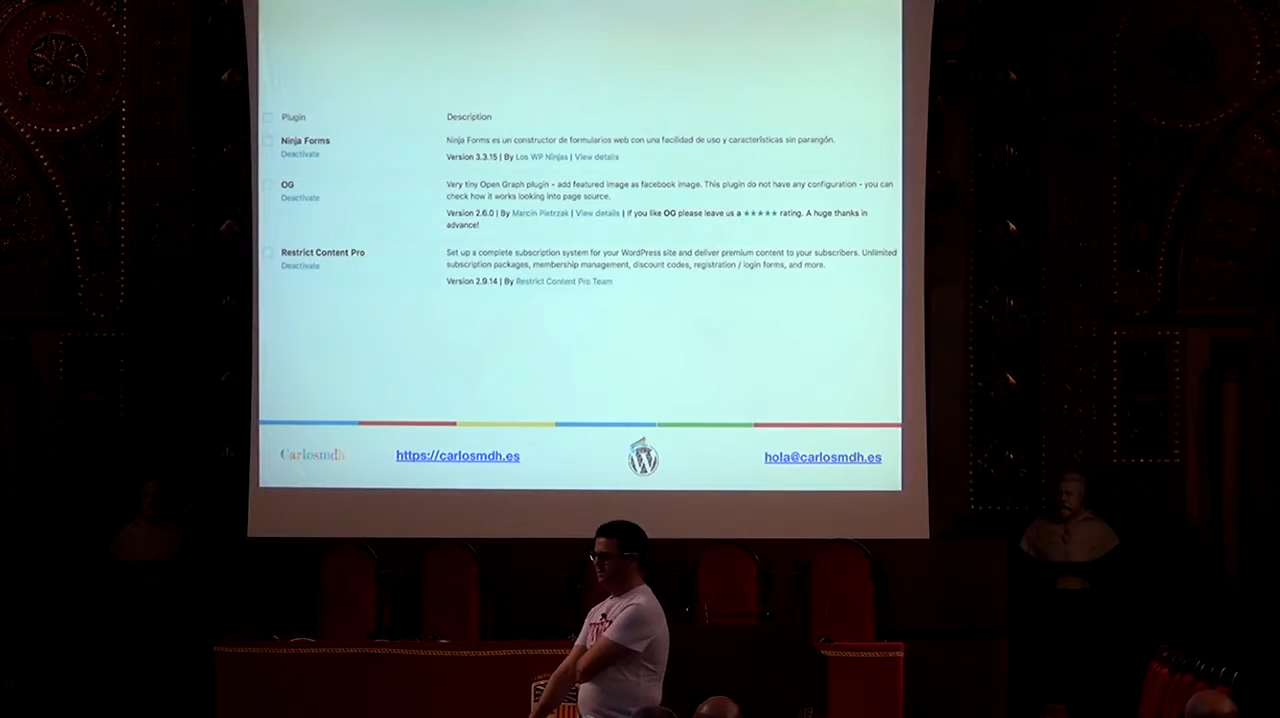 Plugin Description
Ninja Forms Ninja Forms es un constructor de formularios web con una facilidad de uso y características sin parangón.
Deactivate Version 3.3.15 | By Los WP Ninjas | View details
OG Very tiny Open Graph plugin - add featured image as facebook image. This plugin do not have any configuration - you can
Deactivate check how it works looking into page source.
Version 2.6.0 | By Marcin Pietrzak | View details | If you like OG please leave us a ★★★★★ rating. A huge thanks in
advance!
Restrict Content Pro Set up a complete subscription system for your WordPress site and deliver premium content to your subscribers. Unlimited
Deactivate subscription packages, membership management, discount codes, registration / login forms, and more.
Version 2.9.14 | By Restrict Content Pro Team
Carlosmdh https://carlosmdh.es W hola@carlosmdh.es